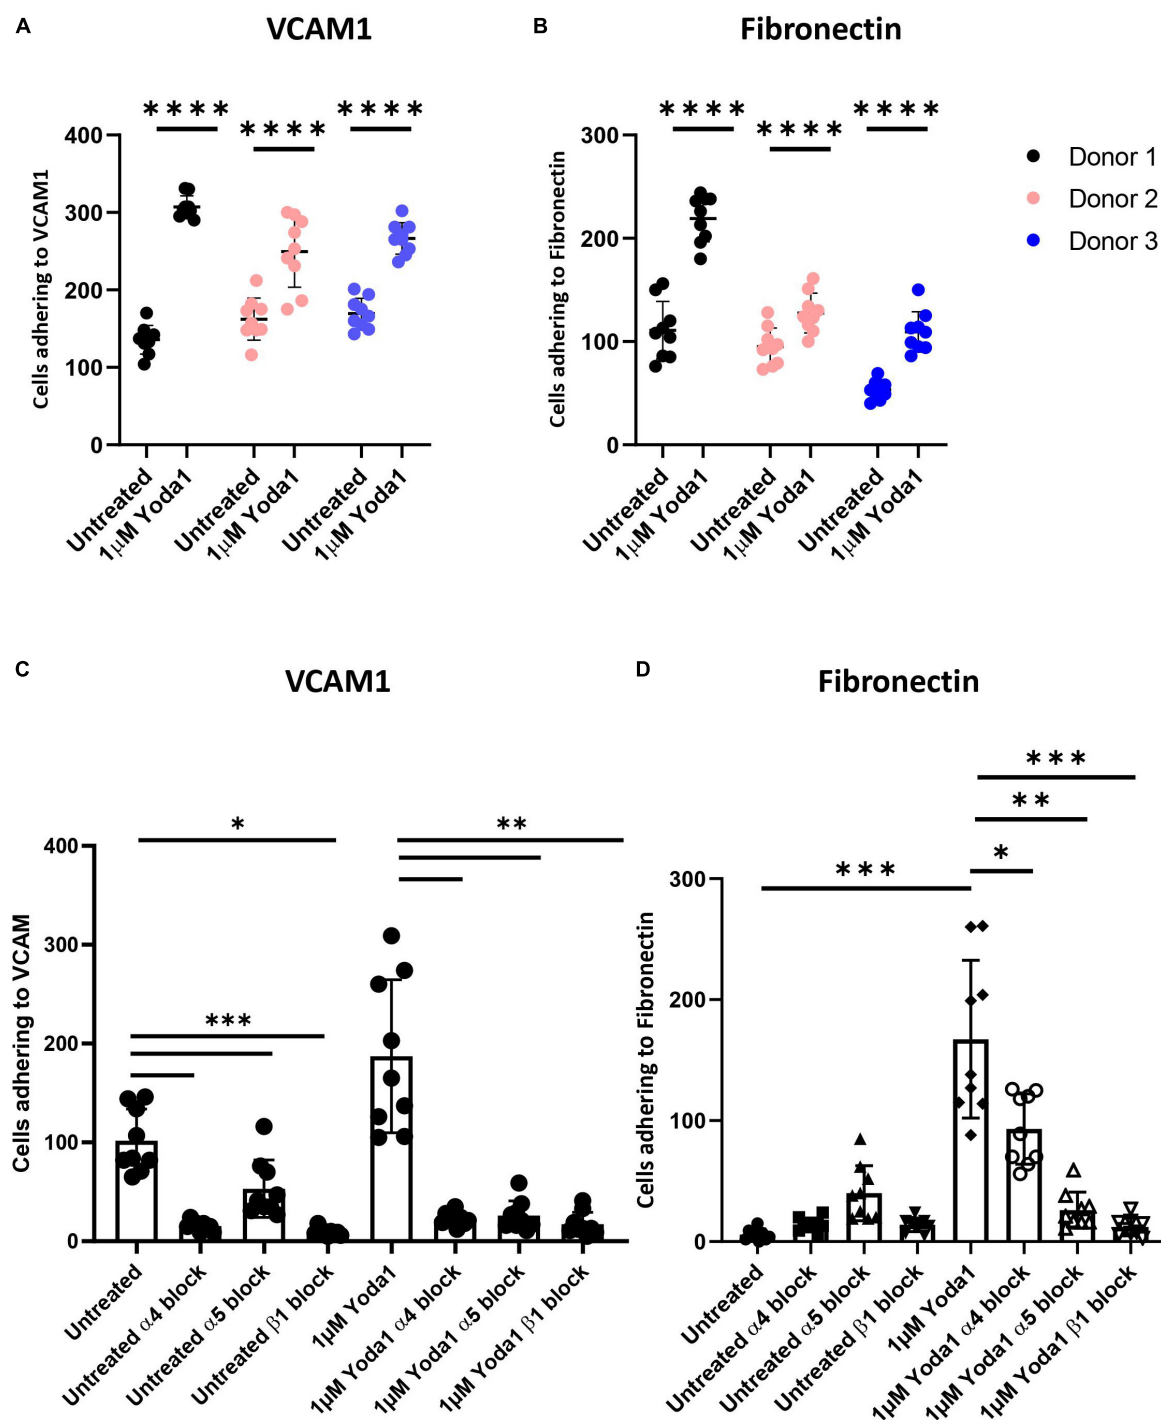 A
VCAM1
B
Fibronectin
**** **** ****
**** **** ****
Cells adhering to VCAM1
400
300
200
100
0
Untreated
1μM Yoda1
Untreated
1μM Yoda1
Untreated
1μM Yoda1
Cells adhering to Fibronectin
300
200
100
0
Untreated
1μM Yoda1
Untreated
1μM Yoda1
Untreated
1μM Yoda1
Donor 1
Donor 2
Donor 3
C
VCAM1
D
Fibronectin
Cells adhering to VCAM
400
300
200
100
0
*
**
***
Untreated
Untreated α4 block
Untreated α5 block
Untreated β1 block
1μM Yoda1
1μM Yoda1 α4 block
1μM Yoda1 α5 block
1μM Yoda1 β1 block
Cells adhering to Fibronectin
300
200
100
0
***
**
*
***
Untreated
Untreated α4 block
Untreated α5 block
Untreated β1 block
1μM Yoda1
1μM Yoda1 α4 block
1μM Yoda1 α5 block
1μM Yoda1 β1 block